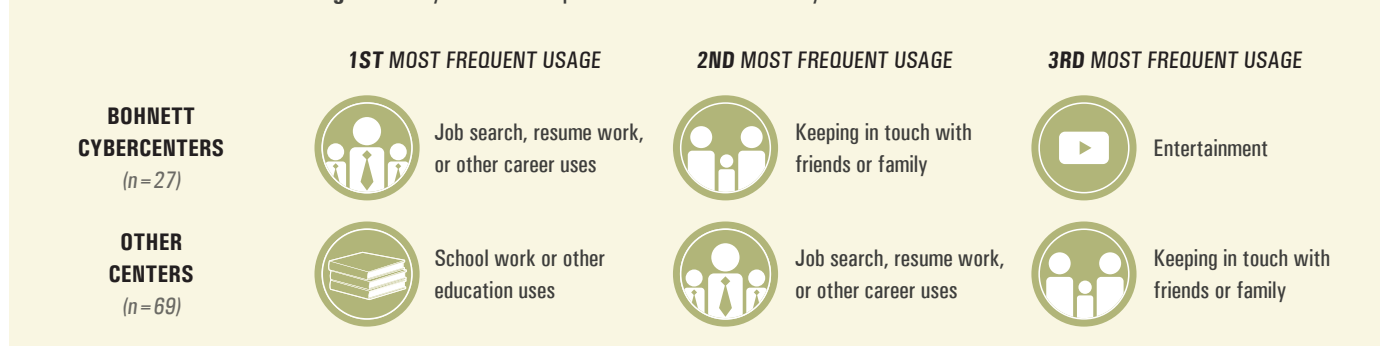 1ST MOST FREQUENT USAGE 2ND MOST FREQUENT USAGE 3RD MOST FREQUENT USAGE
BOHNETT
CYBERCENTERS
(n=27)
Job search, resume work,
or other career uses
Keeping in touch with
friends or family
Entertainment
OTHER
CENTERS
(n=69)
School work or other
education uses
Job search, resume work,
or other career uses
Keeping in touch with
friends or family